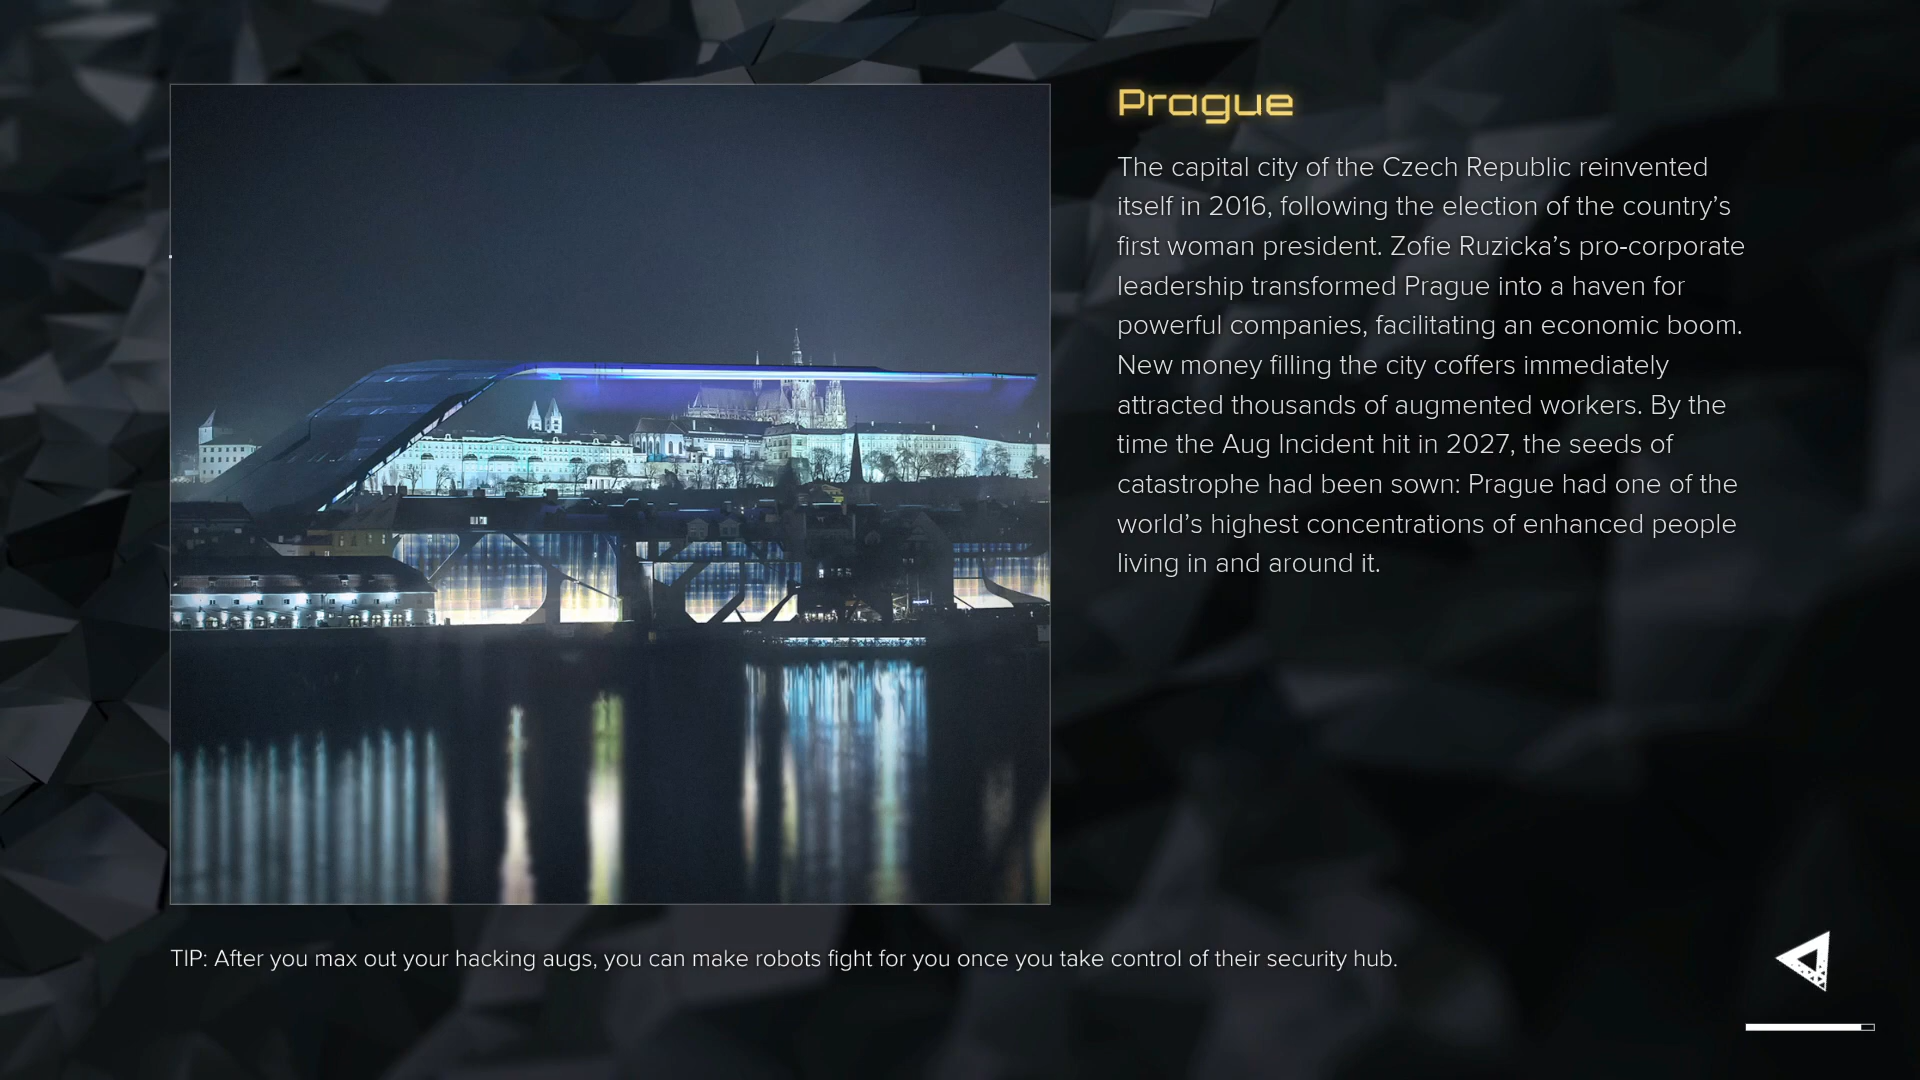 Prague
The capital city of the Czech Republic reinvented
itself in 2016, following the election of the country’s
first woman president. Zofie Ruzicka’s pro-corporate
leadership transformed Prague into a haven for
powerful companies, facilitating an economic boom.
New money filling the city coffers immediately
attracted thousands of augmented workers. By the
time the Aug Incident hit in 2027, the seeds of
catastrophe had been sown: Prague had one of the
world’s highest concentrations of enhanced people
living in and around it.
TIP: After you max out your hacking augs, you can make robots fight for you once you take control of their security hub.